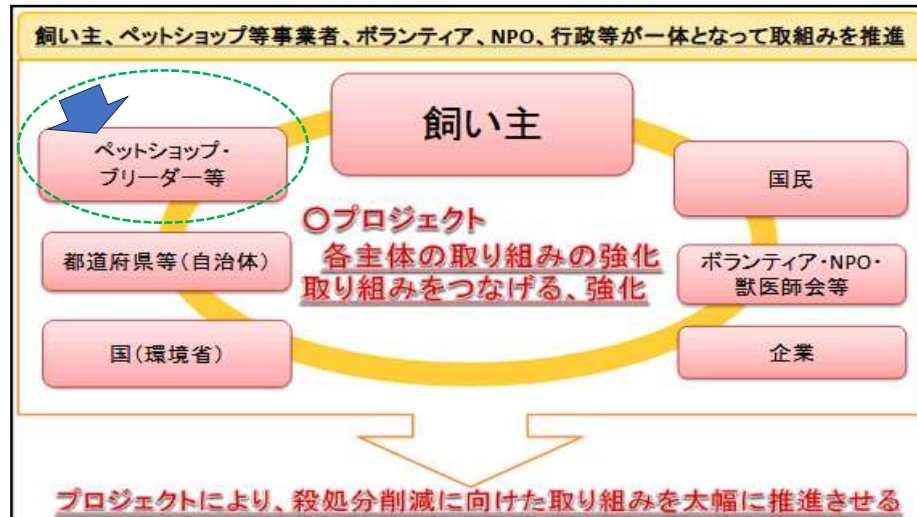 飼い主、ペットショップ等事業者、ボランティア、NPO、行政等が一体となって取組みを推進
飼い主
ペットショップ・
ブリーダー等
国民
〇プロジェクト
各主体の取り組みの強化
取り組みをつなげる、強化
都道府県等(自治体)
ボランティア・NPO・
獣医師会等
国(環境省)
企業
プロジェクトにより、殺処分削減に向けた取り組みを大幅に推進させる